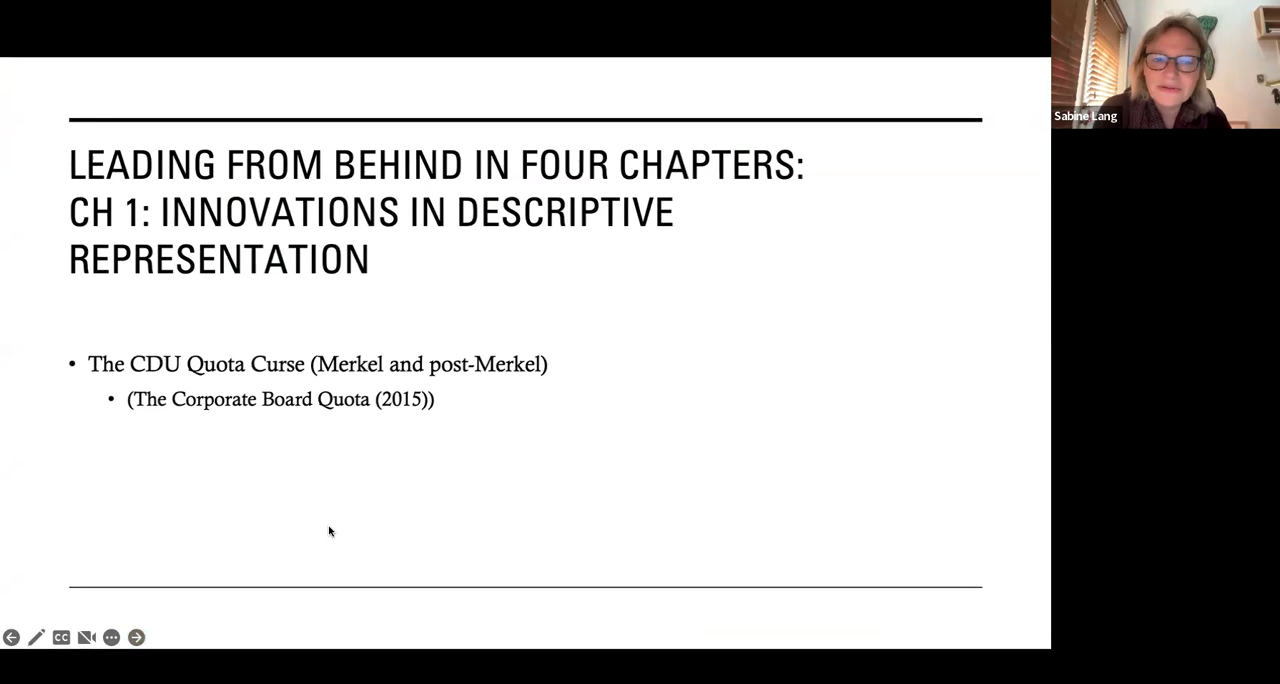 Sabine Lang
LEADING FROM BEHIND IN FOUR CHAPTERS:
CH 1: INNOVATIONS IN DESCRIPTIVE
REPRESENTATION
• The CDU Quota Curse (Merkel and post-Merkel)
• (The Corporate Board Quota (2015))
CC